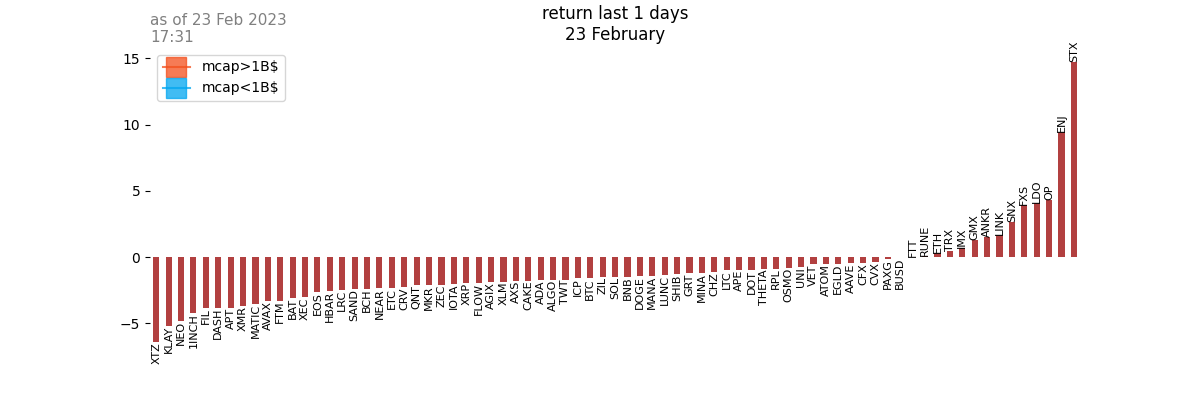 return last 1 days
23 February
as of 23 Feb 2023
17:31
mcap>1B$
mcap<1B$
15
10
5
0
−5
XTZ
KLAY
NEO
1INCH
FIL
DASH
APT
XMR
MATIC
AVAX
FTM
BAT
XEC
EOS
HBAR
LRC
SAND
BCH
NEAR
ETC
CRV
QNT
MKR
ZEC
IOTA
XRP
FLOW
AGIX
XLM
AXS
CAKE
ADA
ALGO
TWT
ICP
BTC
ZIL
SOL
BNB
DOGE
MANA
LUNC
SHIB
GRT
MINA
CHZ
LTC
APE
DOT
THETA
RPL
OSMO
UNI
VET
ATOM
EGLD
AAVE
CFX
CVX
PAXG
BUSD
FTT
RUNE
ETH
TRX
IMX
GMX
ANKR
LINK
SNX
FXS
LDO
OP
ENJ
STX